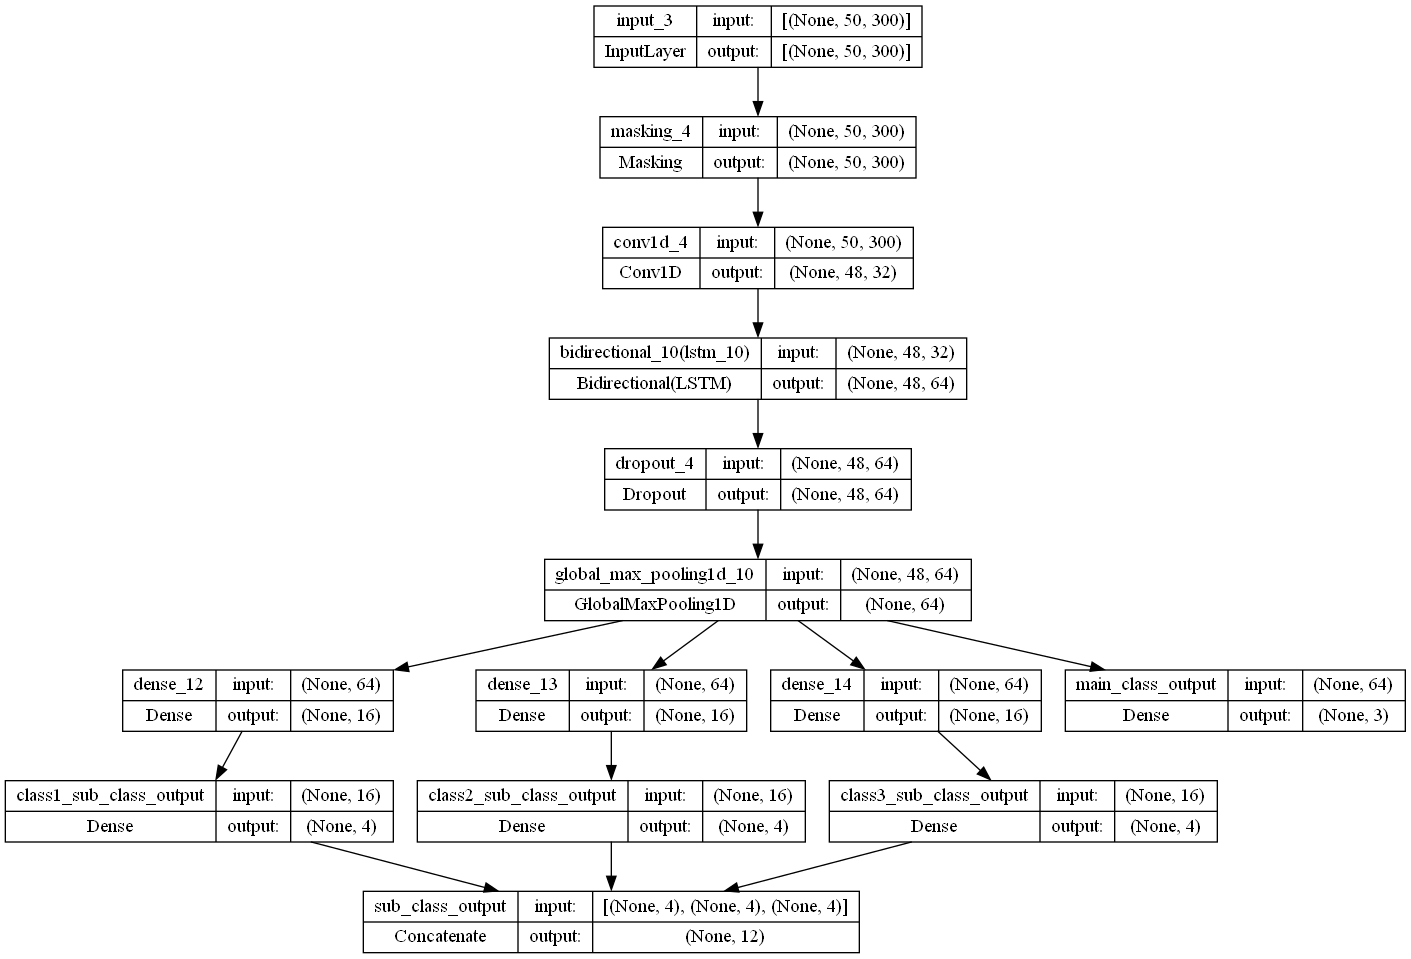 input_3 input: [(None, 50, 300)]
InputLayer output: [(None, 50, 300)]
masking_4 input: (None, 50, 300)
Masking output: (None, 50, 300)
conv1d_4 input: (None, 50, 300)
Conv1D output: (None, 48, 32)
bidirectional_10(lstm_10) input: (None, 48, 32)
Bidirectional(LSTM) output: (None, 48, 64)
dropout_4 input: (None, 48, 64)
Dropout output: (None, 48, 64)
global_max_pooling1d_10 input: (None, 48, 64)
GlobalMaxPooling1D output: (None, 64)
dense_12 input: (None, 64)
Dense output: (None, 16)
dense_13 input: (None, 64)
Dense output: (None, 16)
dense_14 input: (None, 64)
Dense output: (None, 16)
main_class_output input: (None, 64)
Dense output: (None, 3)
class1_sub_class_output input: (None, 16)
Dense output: (None, 4)
class2_sub_class_output input: (None, 16)
Dense output: (None, 4)
class3_sub_class_output input: (None, 16)
Dense output: (None, 4)
sub_class_output input: [(None, 4), (None, 4), (None, 4)]
Concatenate output: (None, 12)